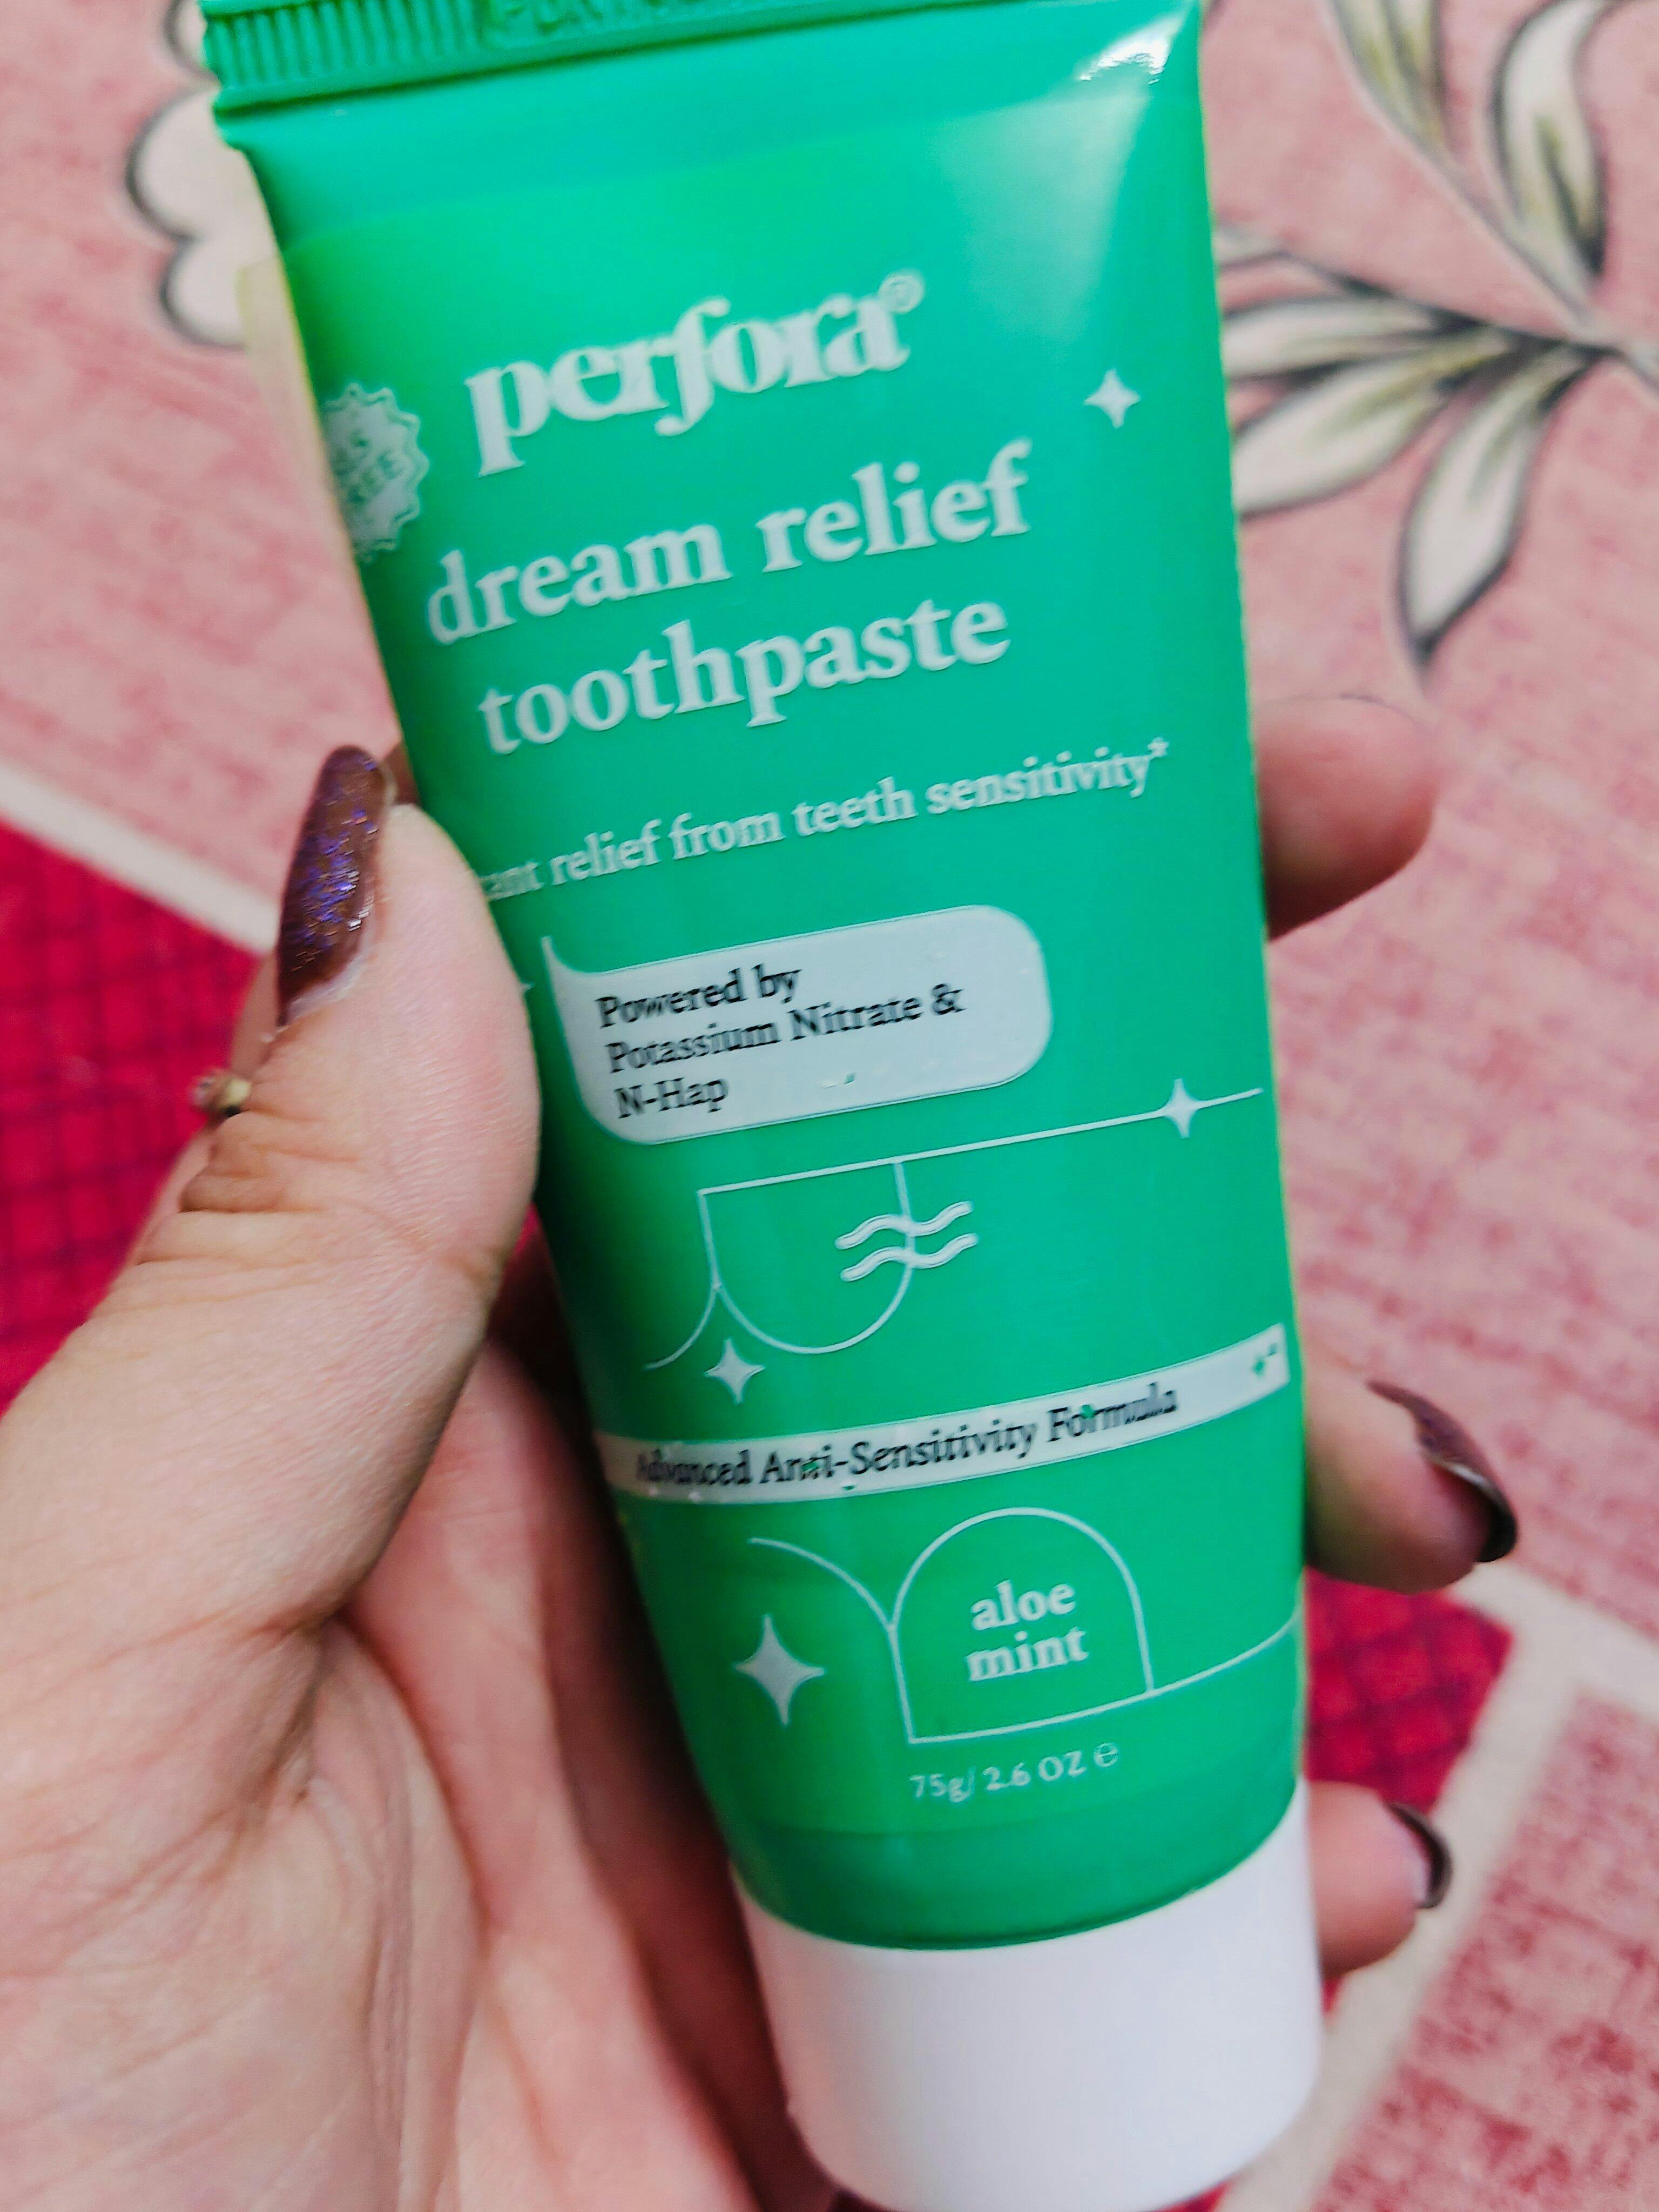 perfora®
dream relief
toothpaste
relief from teeth sensitivity*
Powered by
Potassium Nitrate &
N-Hap
Advanced Anti-Sensitivity Formula
aloe
mint
75g/ 2.6 OZ ℮